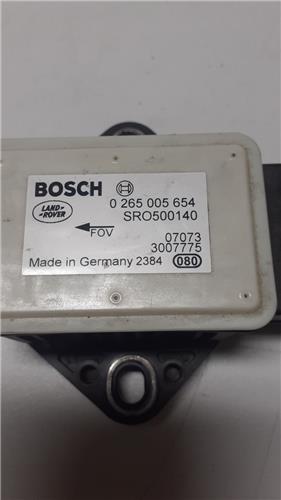 BOSCH
0 265 005 654
LAND-
ROVER
SRO500140
FOV
07073
3007775
Made in Germany 2384
080